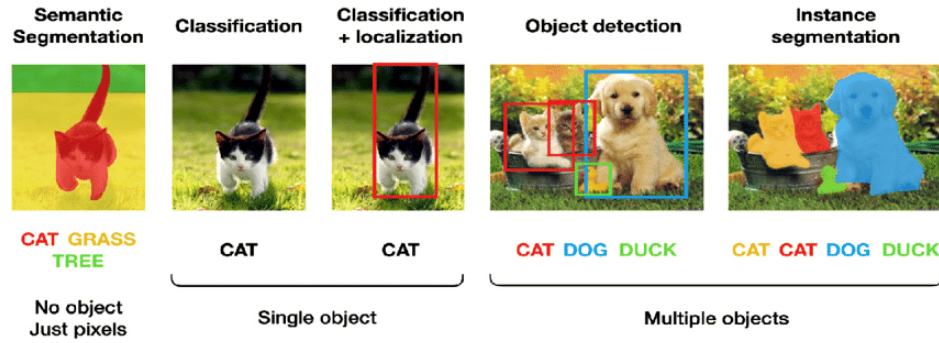 Semantic
Segmentation
Classification
Classification
+ localization
Object detection
Instance
segmentation
CAT GRASS
TREE
CAT
CAT
CAT DOG DUCK
CAT CAT DOG DUCK
No object
Just pixels
Single object
Multiple objects